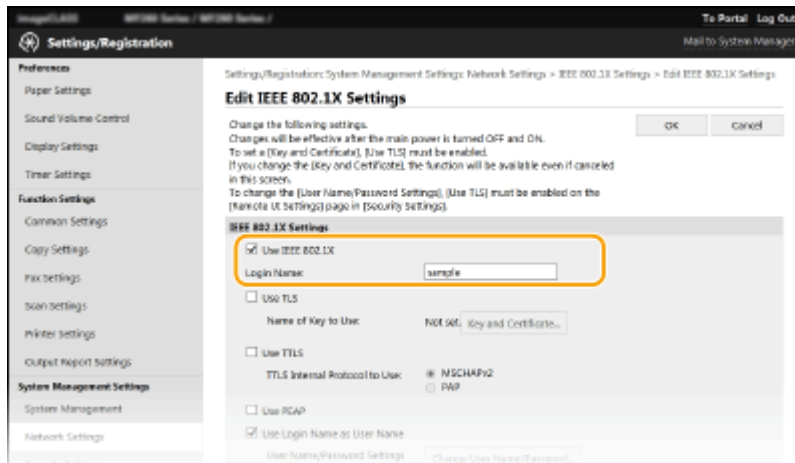 imageCLASS
To Portal Log Out
Settings/Registration
Mail to System Manager
Preferences
Paper Settings
Sound Volume Control
Display Settings
Timer Settings
Function Settings
Common Settings
Copy Settings
Fax Settings
Scan Settings
Printer Settings
Output Report Settings
System Management Settings
System Management
Network Settings
Settings/Registration: System Management Settings: Network Settings > IEEE 802.1X Settings > Edit IEEE 802.1X Settings
Edit IEEE 802.1X Settings
Change the following settings.
Changes will be effective after the main power is turned OFF and ON.
To set a [Key and Certificate], [Use TLS] must be enabled.
If you change the [Key and Certificate], the function will be available even if canceled
in this screen.
To change the [User Name/Password Settings], [Use TLS] must be enabled on the
[Remote UI Settings] page in [Security Settings].
OK Cancel
IEEE 802.1X Settings
Use IEEE 802.1X
Login Name: sample
Use TLS
Name of Key to Use: Not set. Key and Certificate...
Use TTLS
TTLS Internal Protocol to Use: MSCHAPv2
PAP
Use PEAP
Use Login Name as User Name
User Name/Password Settings Change User Name/Password...